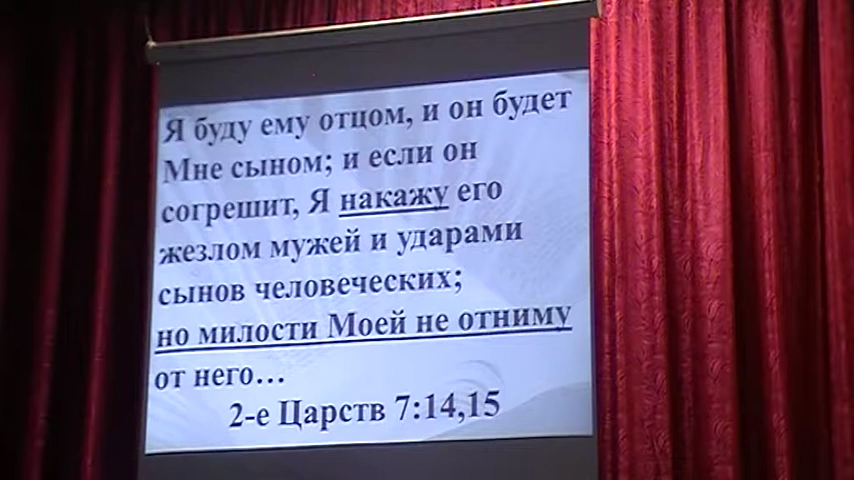 Я буду ему отцом, и он будет
Мне сыном; и если он
согрешит, Я накажу его
жезлом мужей и ударами
сынов человеческих;
но милости Моей не отниму
от него...
2-е Царств 7:14,15